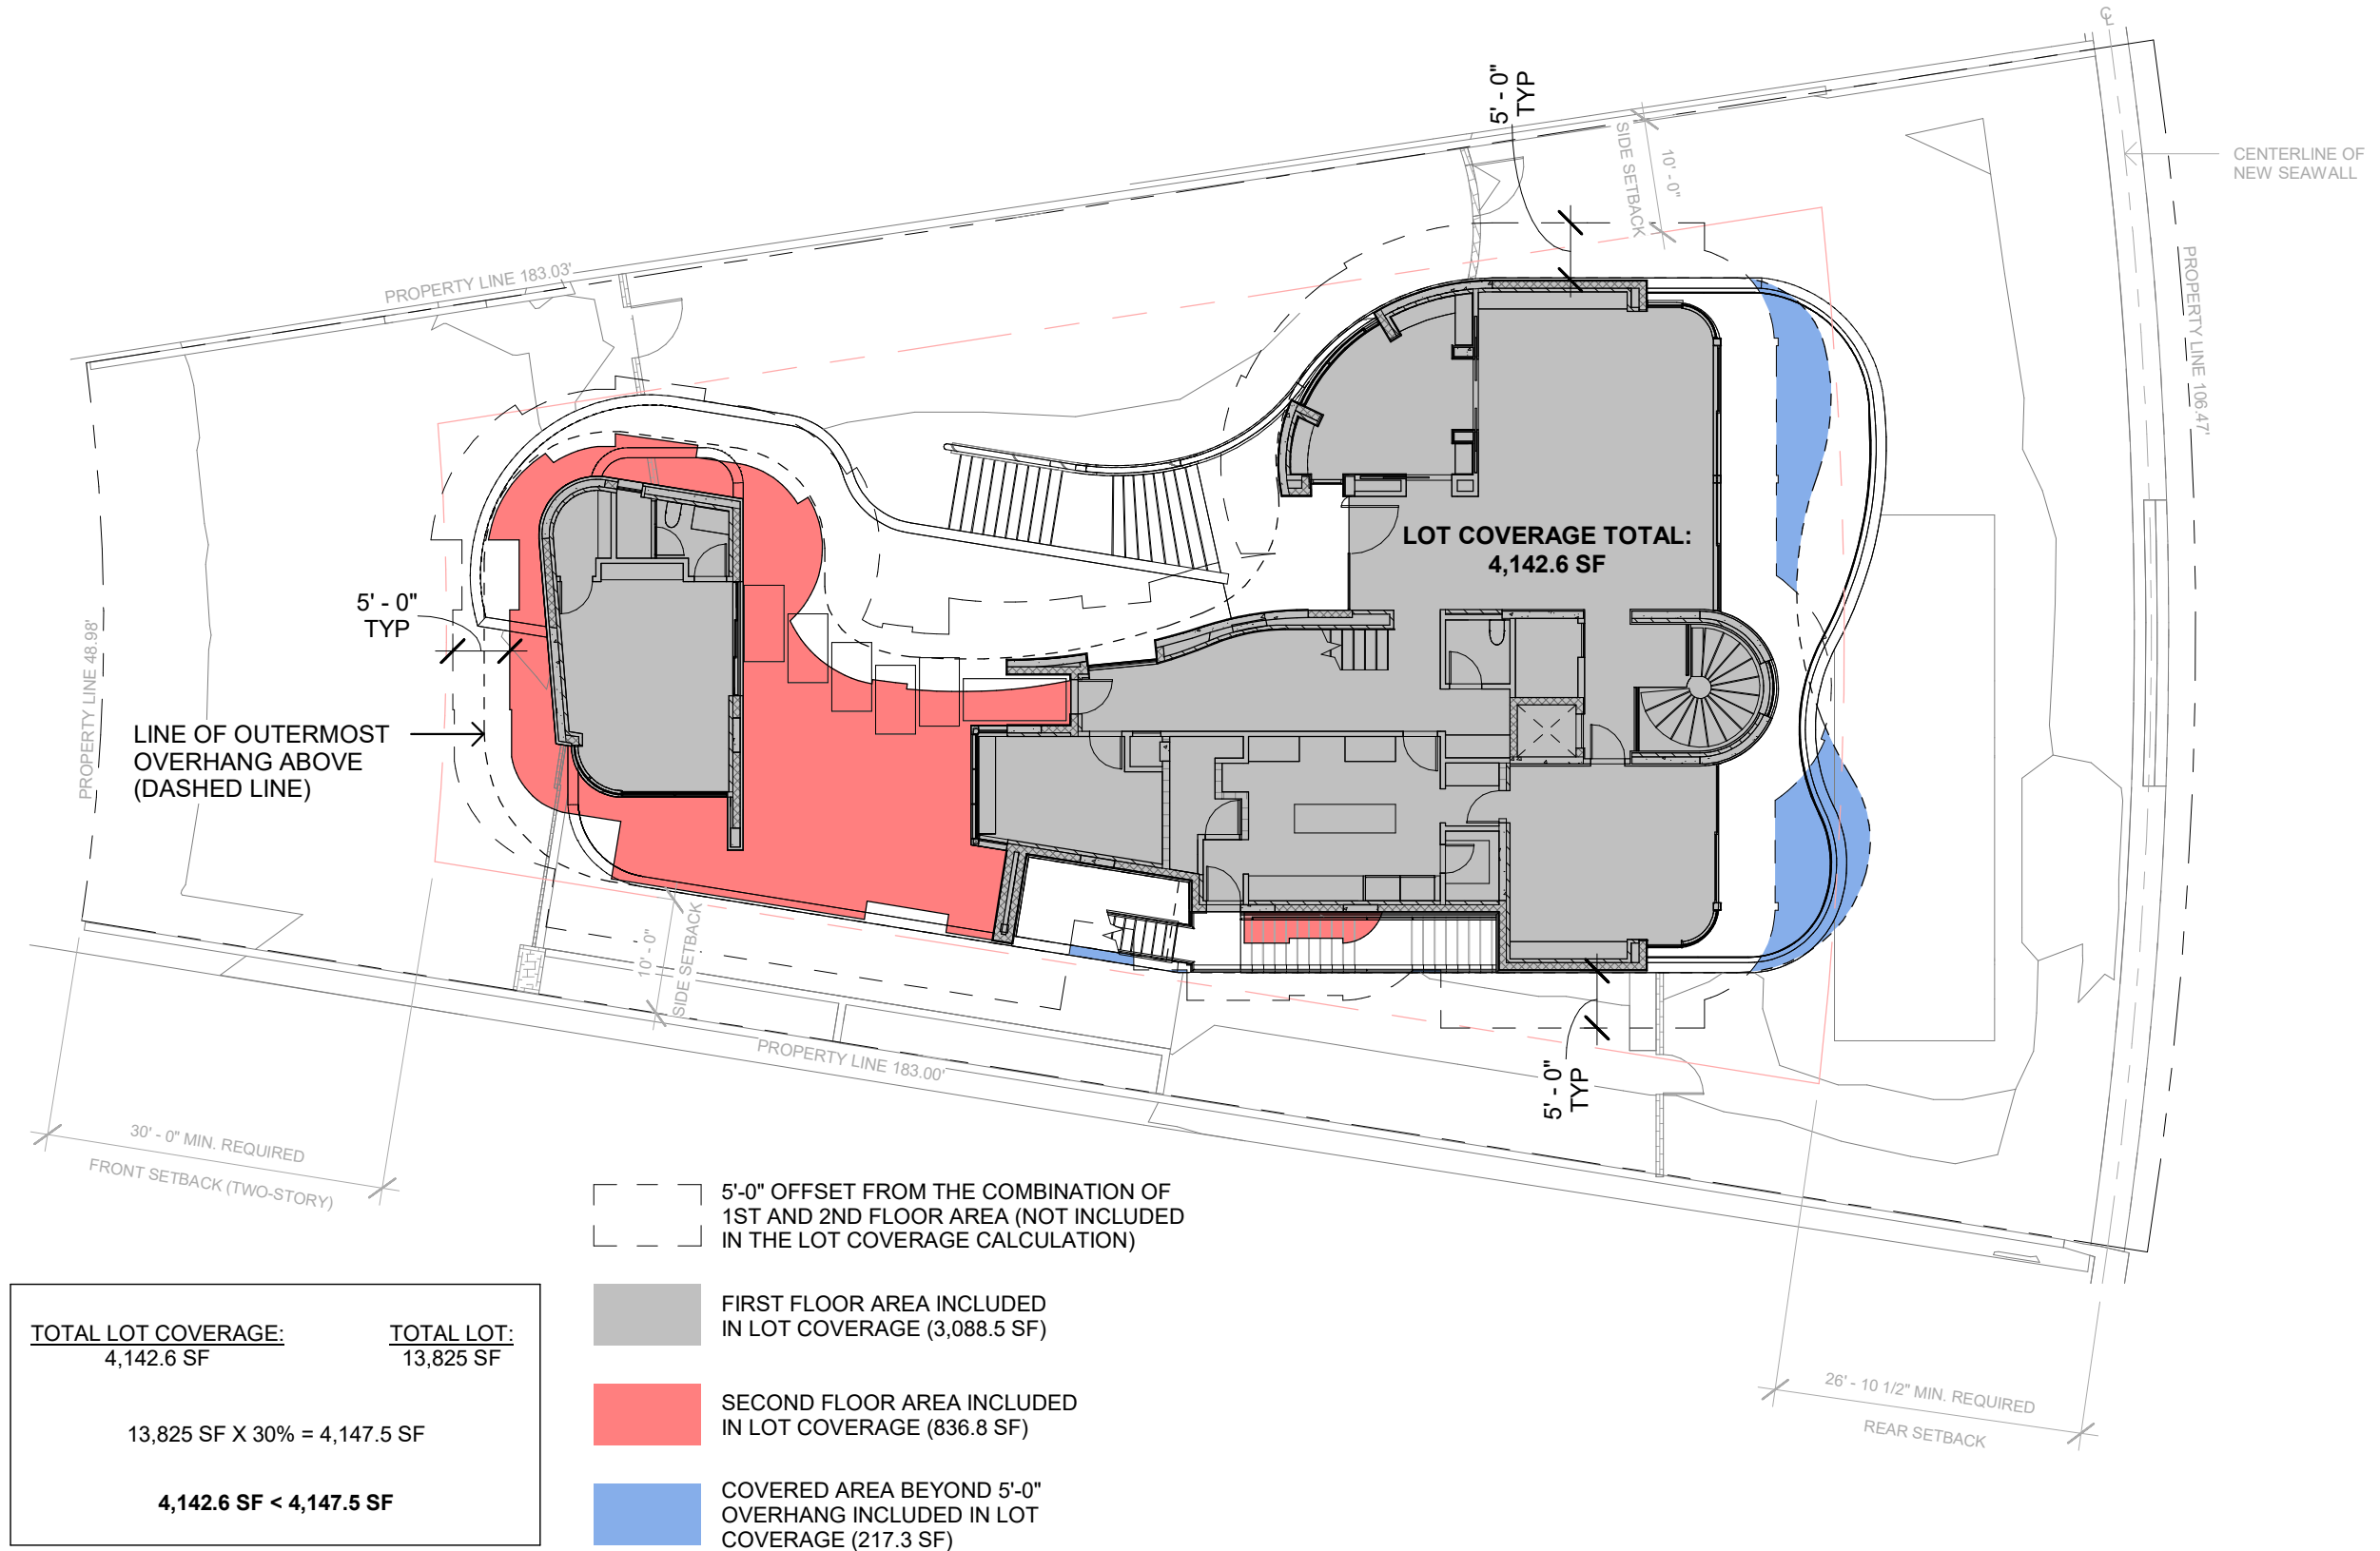 ℄
5' - 0"
TYP
SIDE SETBACK
10' - 0"
CENTERLINE OF
NEW SEAWALL
PROPERTY LINE 183.03'
PROPERTY LINE 106.47'
LOT COVERAGE TOTAL:
4,142.6 SF
5' - 0"
TYP
PROPERTY LINE 48.98'
LINE OF OUTERMOST
OVERHANG ABOVE
(DASHED LINE)
10' - 0"
SIDE SETBACK
PROPERTY LINE 183.00'
5' - 0"
TYP
30' - 0" MIN. REQUIRED
FRONT SETBACK (TWO-STORY)
26' - 10 1/2" MIN. REQUIRED
REAR SETBACK
5'-0" OFFSET FROM THE COMBINATION OF
1ST AND 2ND FLOOR AREA (NOT INCLUDED
IN THE LOT COVERAGE CALCULATION)
FIRST FLOOR AREA INCLUDED
IN LOT COVERAGE (3,088.5 SF)
SECOND FLOOR AREA INCLUDED
IN LOT COVERAGE (836.8 SF)
COVERED AREA BEYOND 5'-0"
OVERHANG INCLUDED IN LOT
COVERAGE (217.3 SF)
TOTAL LOT COVERAGE: TOTAL LOT:
4,142.6 SF 13,825 SF
13,825 SF X 30% = 4,147.5 SF
4,142.6 SF < 4,147.5 SF